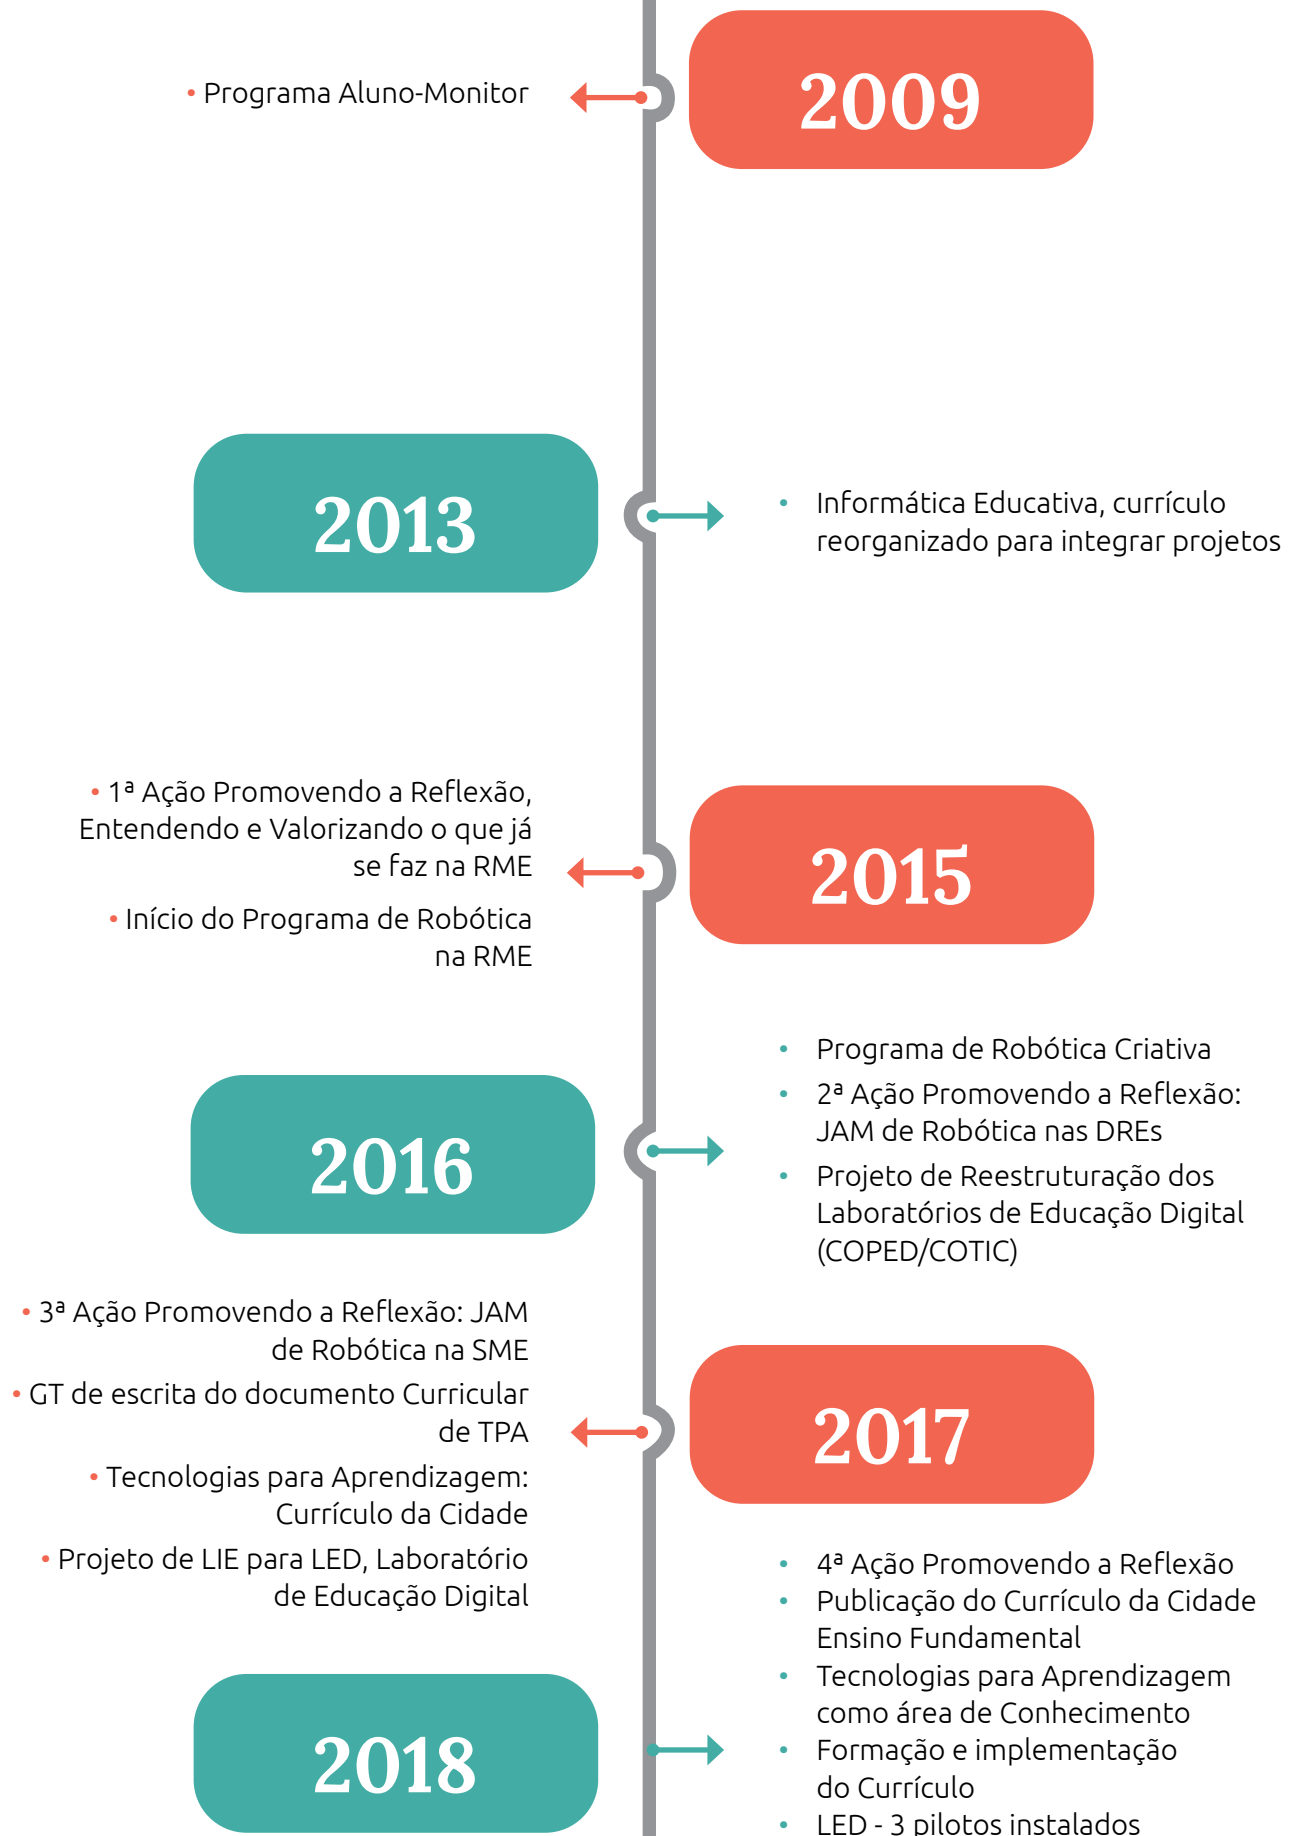 2009
• Programa Aluno-Monitor
2013
• Informática Educativa, currículo
reorganizado para integrar projetos
2015
• 1ª Ação Promovendo a Reflexão,
Entendendo e Valorizando o que já
se faz na RME
• Início do Programa de Robótica
na RME
2016
• Programa de Robótica Criativa
• 2ª Ação Promovendo a Reflexão:
JAM de Robótica nas DREs
• Projeto de Reestruturação dos
Laboratórios de Educação Digital
(COPED/COTIC)
2017
• 3ª Ação Promovendo a Reflexão: JAM
de Robótica na SME
• GT de escrita do documento Curricular
de TPA
• Tecnologias para Aprendizagem:
Currículo da Cidade
• Projeto de LIE para LED, Laboratório
de Educação Digital
2018
• 4ª Ação Promovendo a Reflexão
• Publicação do Currículo da Cidade
Ensino Fundamental
• Tecnologias para Aprendizagem
como área de Conhecimento
• Formação e implementação
do Currículo
• LED - 3 pilotos instalados